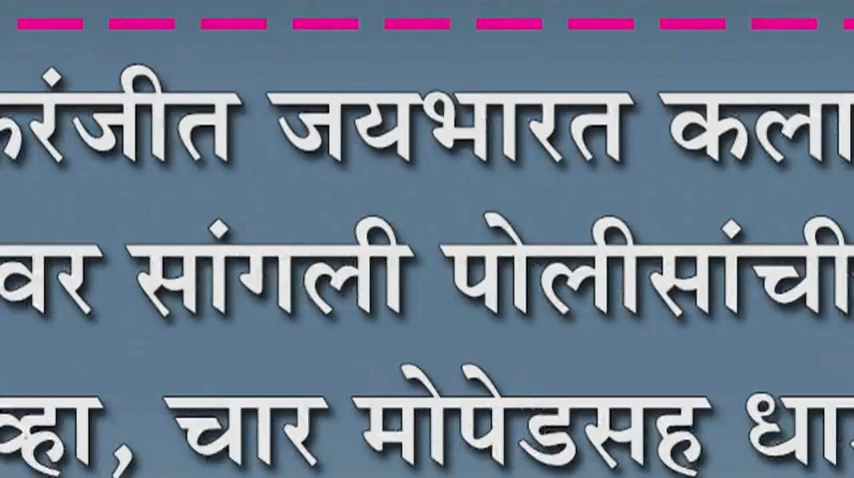 करंजीत जयभारत कला
वर सांगली पोलीसांची
व्हा, चार मोपेडसह धा